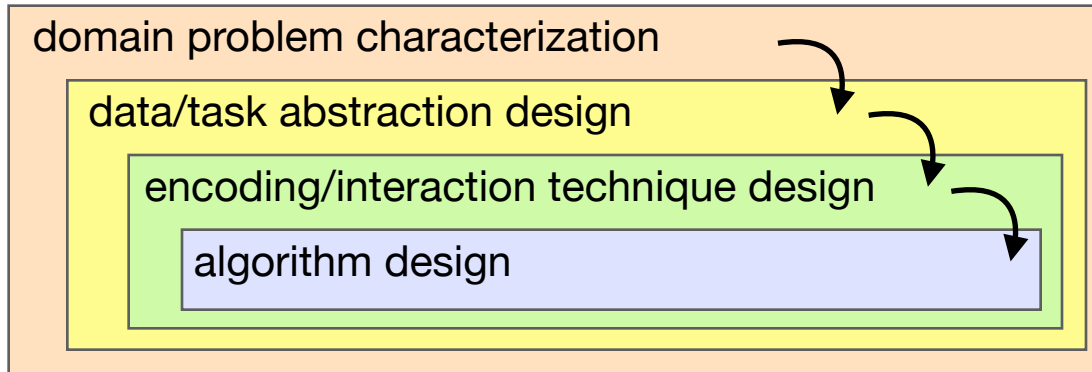 domain problem characterization
data/task abstraction design
encoding/interaction technique design
algorithm design